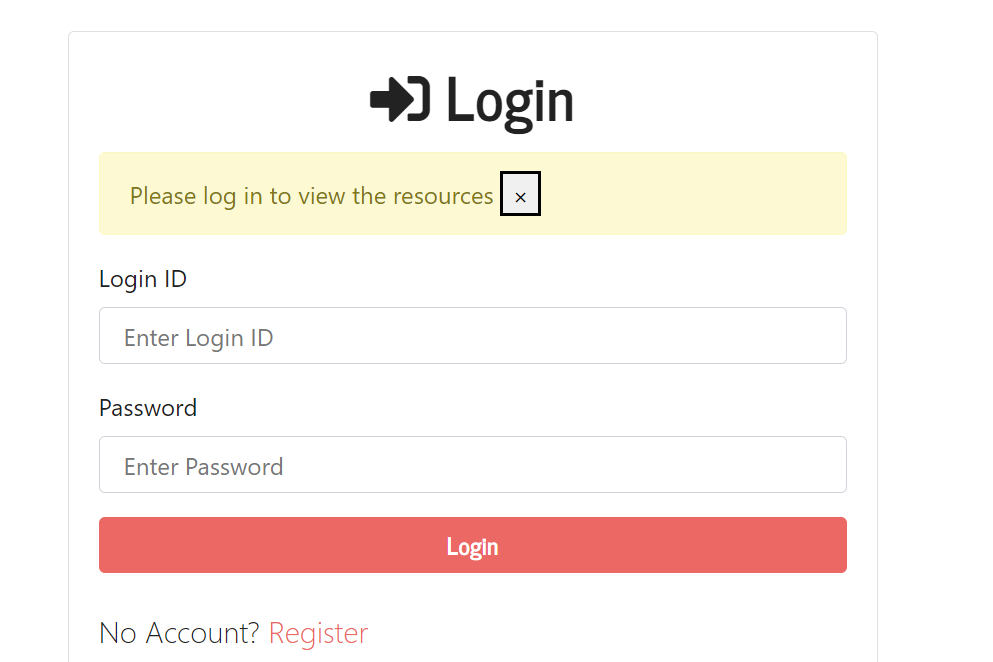 Login
Please log in to view the resources ×
Login ID
Enter Login ID
Password
Enter Password
Login
No Account? Register